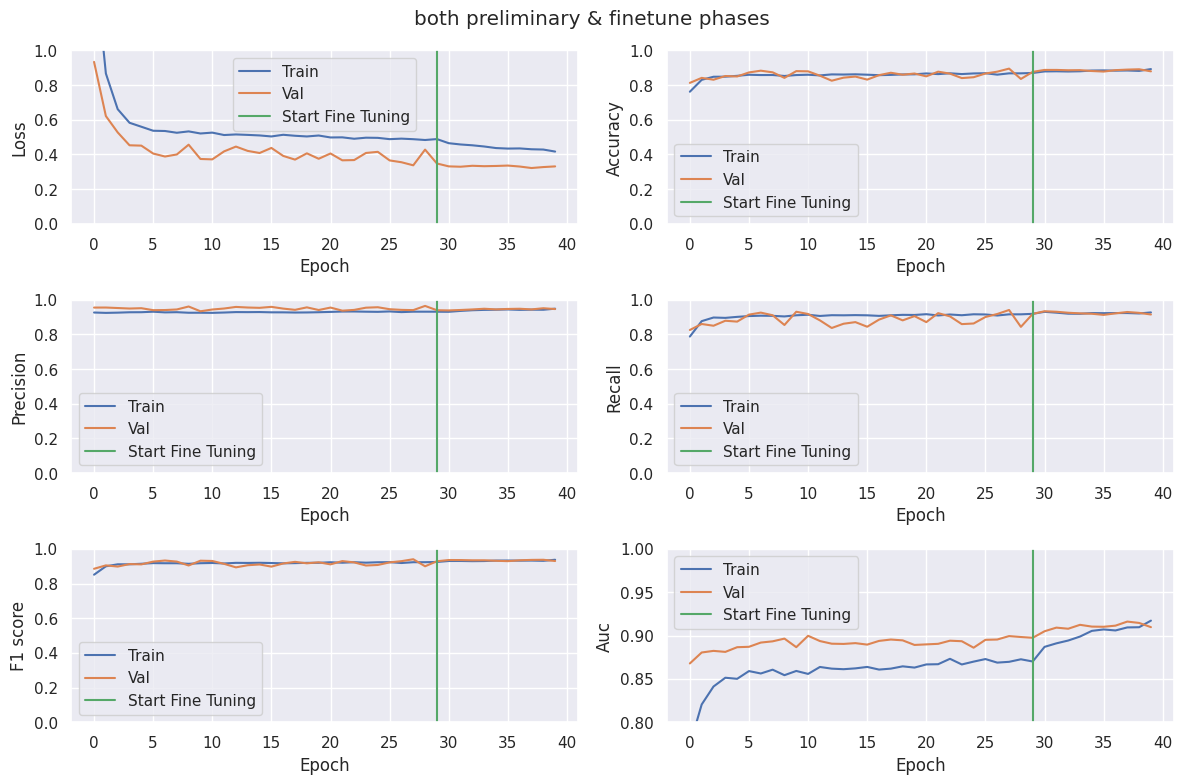 both preliminary & finetune phases
Loss
1.0
0.8
0.6
0.4
0.2
0.0
Train
Val
Start Fine Tuning
0 5 10 15 20 25 30 35 40
Epoch
Accuracy
1.0
0.8
0.6
0.4
0.2
0.0
Train
Val
Start Fine Tuning
0 5 10 15 20 25 30 35 40
Epoch
Precision
1.0
0.8
0.6
0.4
0.2
0.0
Train
Val
Start Fine Tuning
0 5 10 15 20 25 30 35 40
Epoch
Recall
1.0
0.8
0.6
0.4
0.2
0.0
Train
Val
Start Fine Tuning
0 5 10 15 20 25 30 35 40
Epoch
F1 score
1.0
0.8
0.6
0.4
0.2
0.0
Train
Val
Start Fine Tuning
0 5 10 15 20 25 30 35 40
Epoch
Auc
1.00
0.95
0.90
0.85
0.80
Train
Val
Start Fine Tuning
0 5 10 15 20 25 30 35 40
Epoch